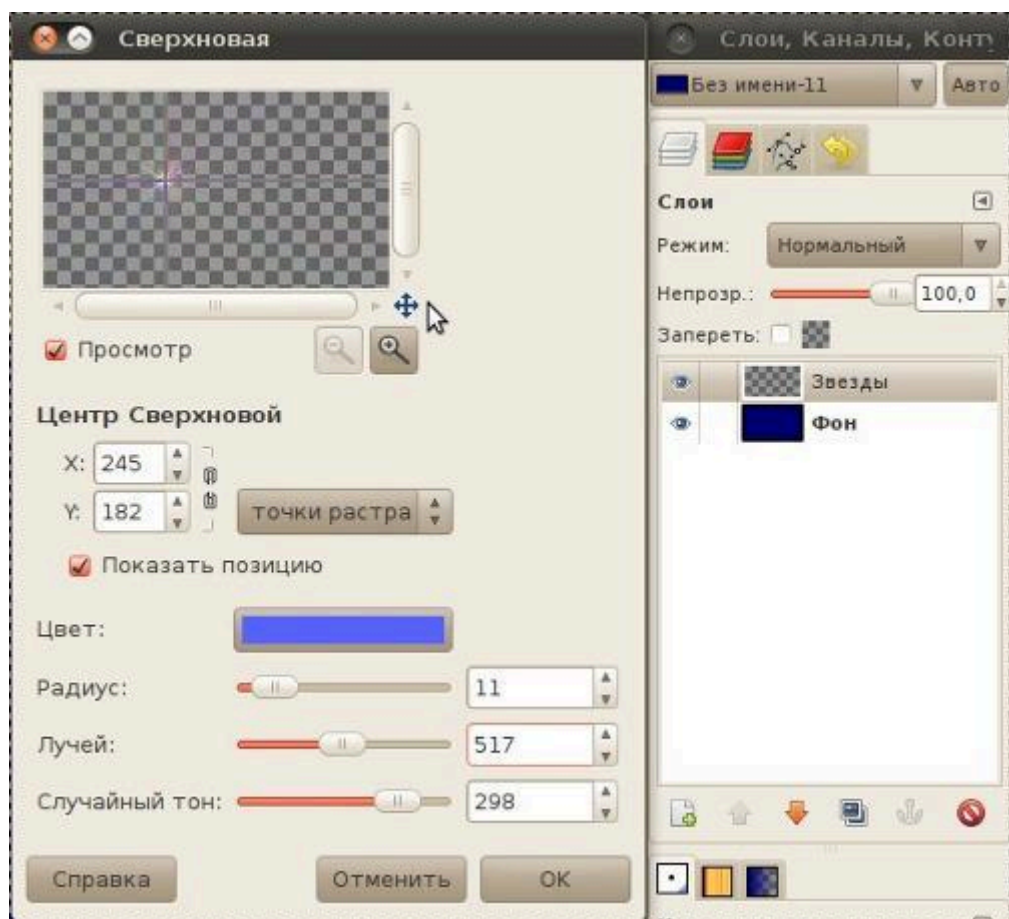 Сверхновая
Просмотр
Центр Сверхновой
X: 245
Y: 182
точки растра
Показать позицию
Цвет:
Радиус: 11
Лучей: 517
Случайный тон: 298
Справка
Отменить
OK
Слои, Каналы, Конту
Без имени-11
Авто
Слои
Режим: Нормальный
Непрозр.: 100,0
Запереть:
Звезды
Фон